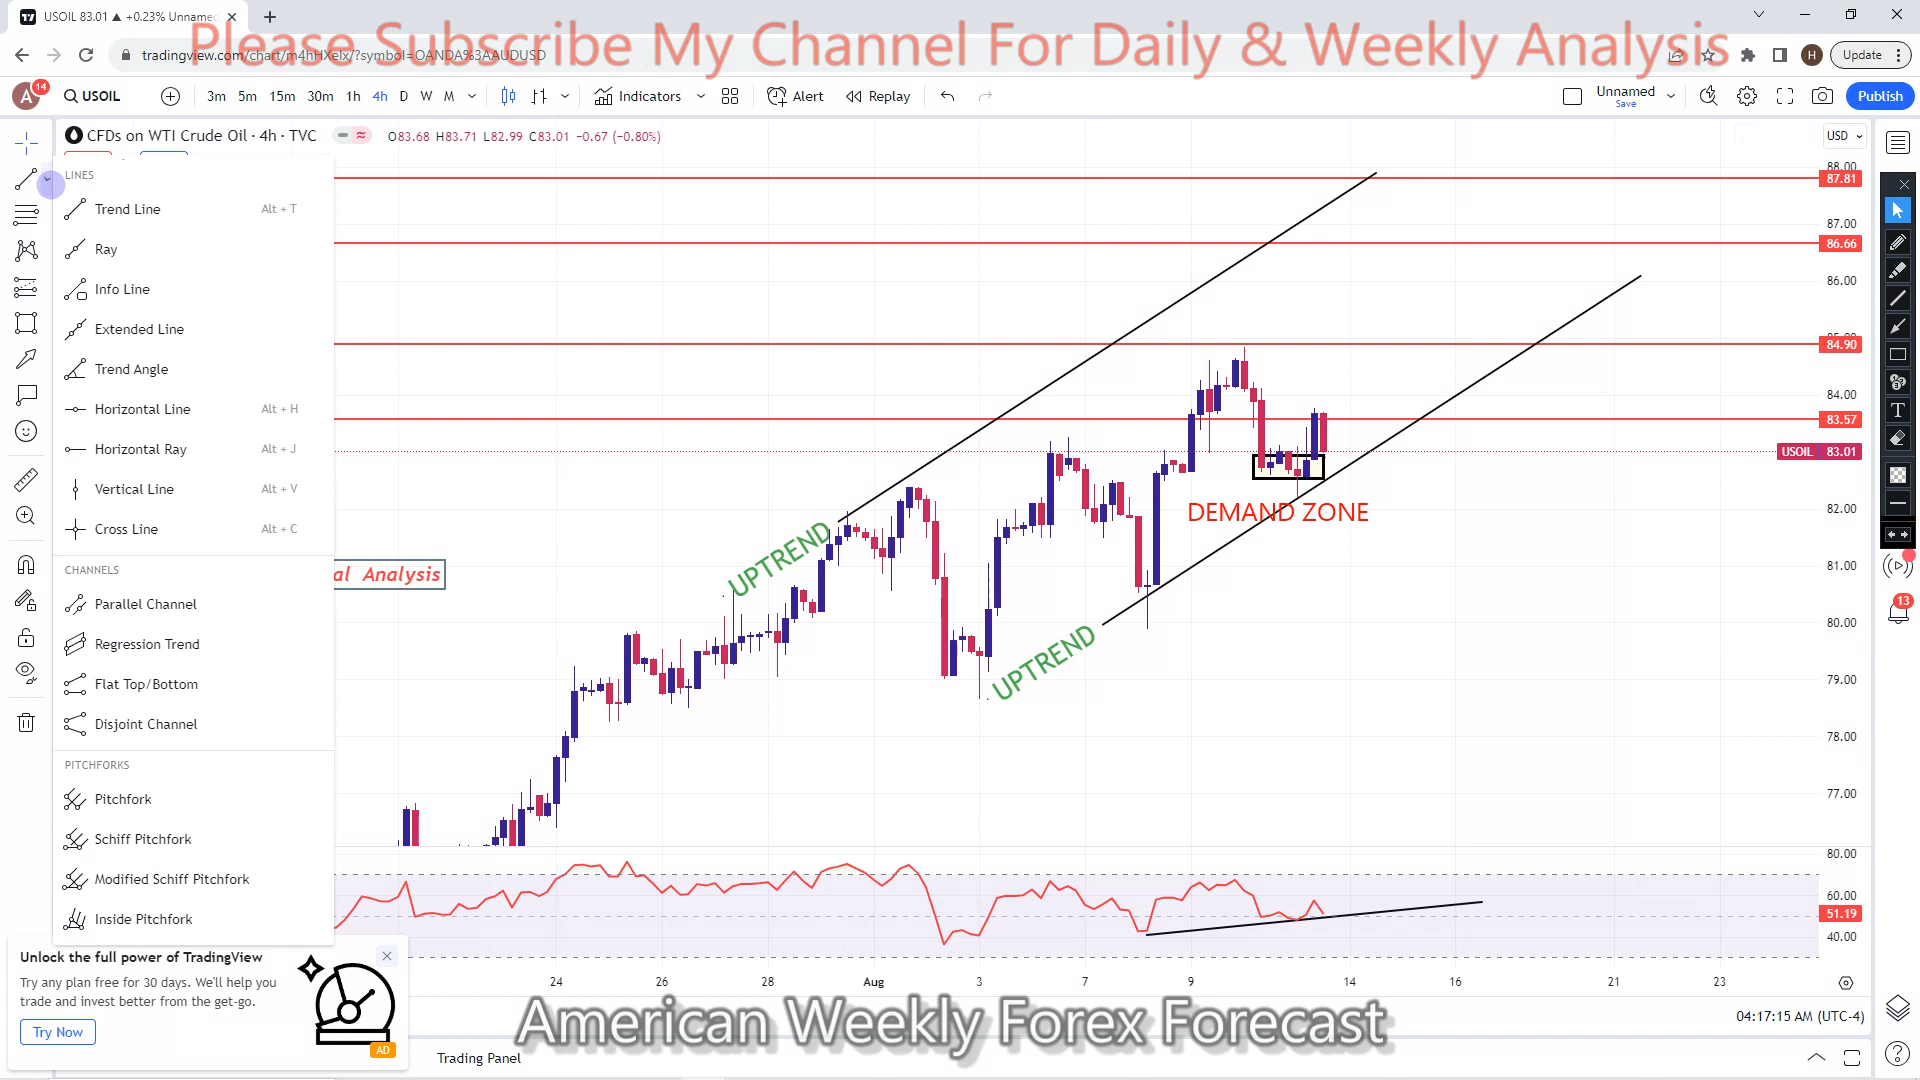 USOIL 83.01 ▲ +0.23% Unname
Please Subscribe My Channel For Daily & Weekly Analysis
tradingview.com/chart/m4hHXelx/?symbol=OANDA%3AAUDUSD
H
Update
A
14
USOIL
3m 5m 15m 30m 1h 4h D W M
Indicators
Alert
Replay
Unnamed
Save
Publish
CFDs on WTI Crude Oil · 4h · TVC
O83.68 H83.71 L82.99 C83.01 −0.67 (−0.80%)
USD
LINES
Trend Line Alt + T
Ray
Info Line
Extended Line
Trend Angle
Horizontal Line Alt + H
Horizontal Ray Alt + J
Vertical Line Alt + V
Cross Line Alt + C
CHANNELS
Parallel Channel
Regression Trend
Flat Top/Bottom
Disjoint Channel
PITCHFORKS
Pitchfork
Schiff Pitchfork
Modified Schiff Pitchfork
Inside Pitchfork
al Analysis
UPTREND
UPTREND
DEMAND ZONE
88.00
87.81
87.00
86.66
86.00
84.90
84.00
83.57
USOIL 83.01
82.00
81.00
80.00
79.00
78.00
77.00
80.00
60.00
51.19
40.00
T
13
24 26 28 Aug 3 7 9 14 16 21 23
Unlock the full power of TradingView
Try any plan free for 30 days. We'll help you
trade and invest better from the get-go.
Try Now
AD
American Weekly Forex Forecast
04:17:15 AM (UTC-4)
Trading Panel